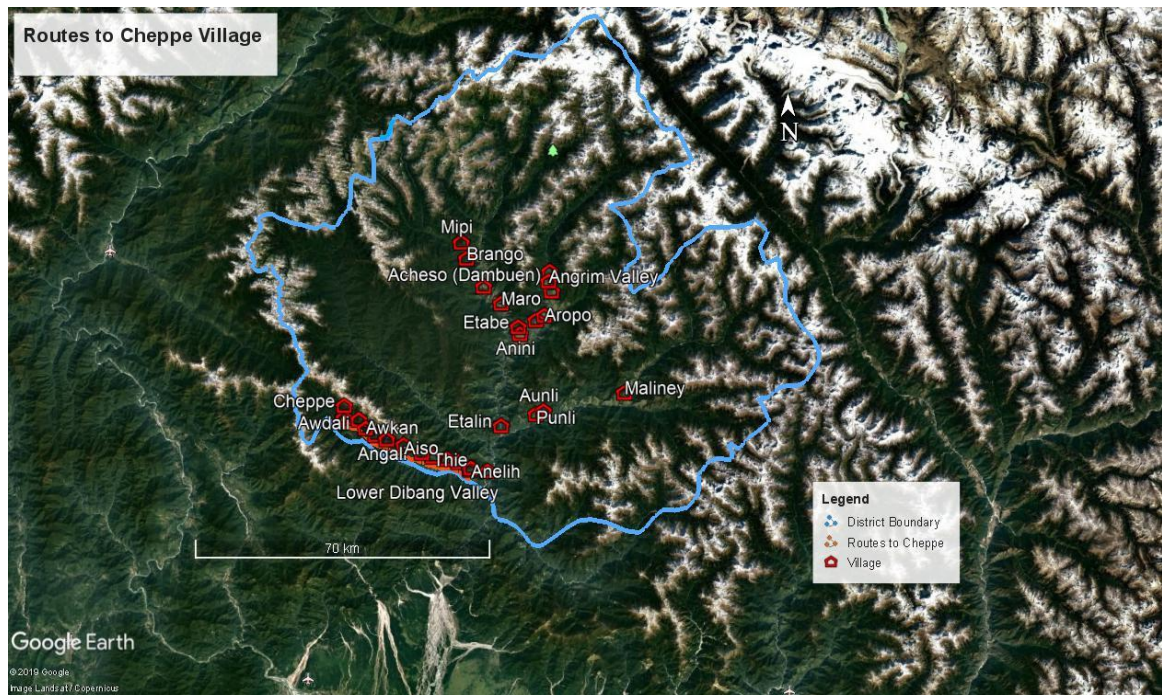 Routes to Cheppe Village
N
Mipi
Brango
Acheso (Dambuen)
Angrim Valley
Maro
Aropo
Etabe
Anini
Maliney
Aunli
Punli
Etalin
Cheppe
Awdali
Awkan
Angali
Aiso
Thie
Anelih
Lower Dibang Valley
70 km
Legend
District Boundary
Routes to Cheppe
Village
Google Earth
© 2019 Google
Image Landsat / Copernicus